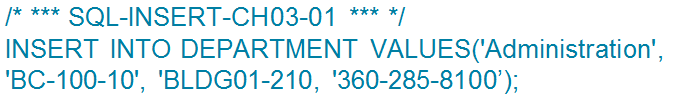 /* *** SQL-INSERT-CH03-01 *** */
INSERT INTO DEPARTMENT VALUES('Administration',
'BC-100-10', 'BLDG01-210, '360-285-8100’);